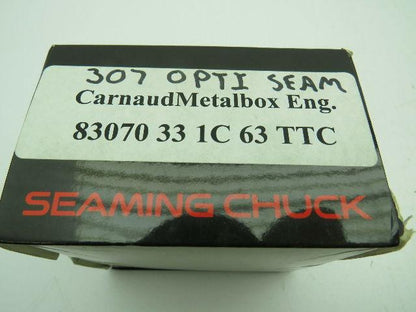 307 OPTI SEAM
CarnaudMetalbox Eng.
83070 33 1C 63 TTC
SEAMING CHUCK